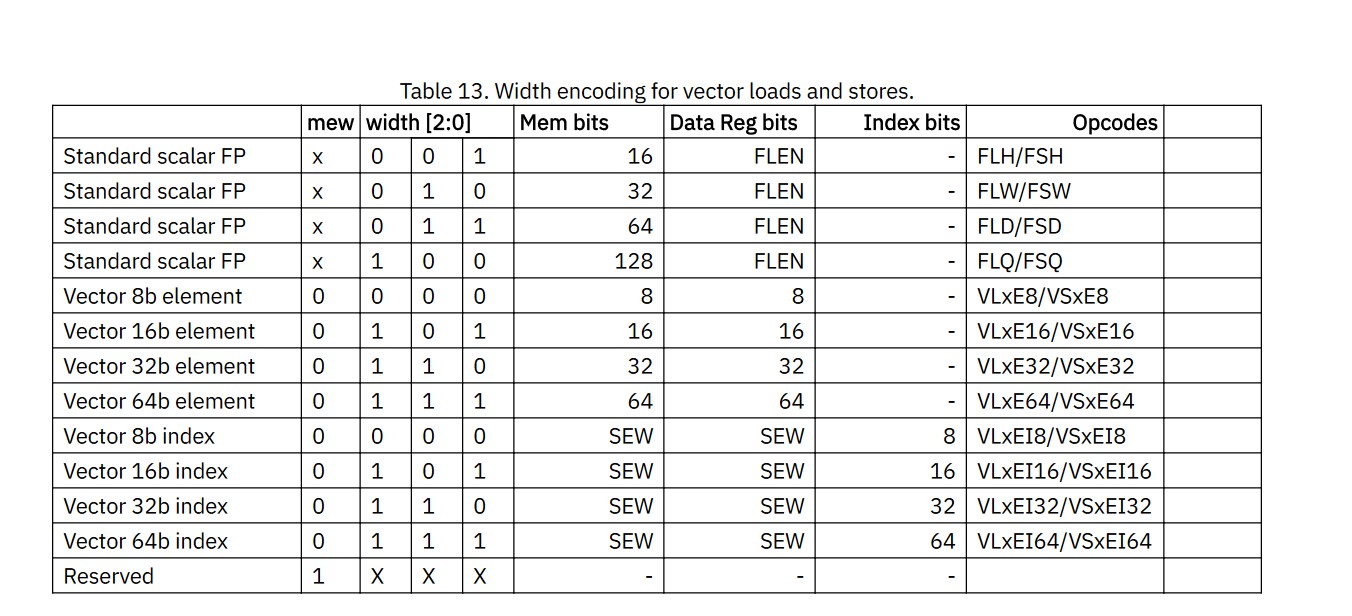 Table 13. Width encoding for vector loads and stores.
mew width [2:0] Mem bits Data Reg bits Index bits Opcodes
Standard scalar FP x 0 0 1 16 FLEN - FLH/FSH
Standard scalar FP x 0 1 0 32 FLEN - FLW/FSW
Standard scalar FP x 0 1 1 64 FLEN - FLD/FSD
Standard scalar FP x 1 0 0 128 FLEN - FLQ/FSQ
Vector 8b element 0 0 0 0 8 8 - VLxE8/VSxE8
Vector 16b element 0 1 0 1 16 16 - VLxE16/VSxE16
Vector 32b element 0 1 1 0 32 32 - VLxE32/VSxE32
Vector 64b element 0 1 1 1 64 64 - VLxE64/VSxE64
Vector 8b index 0 0 0 0 SEW SEW 8 VLxEI8/VSxEI8
Vector 16b index 0 1 0 1 SEW SEW 16 VLxEI16/VSxEI16
Vector 32b index 0 1 1 0 SEW SEW 32 VLxEI32/VSxEI32
Vector 64b index 0 1 1 1 SEW SEW 64 VLxEI64/VSxEI64
Reserved 1 X X X - - -